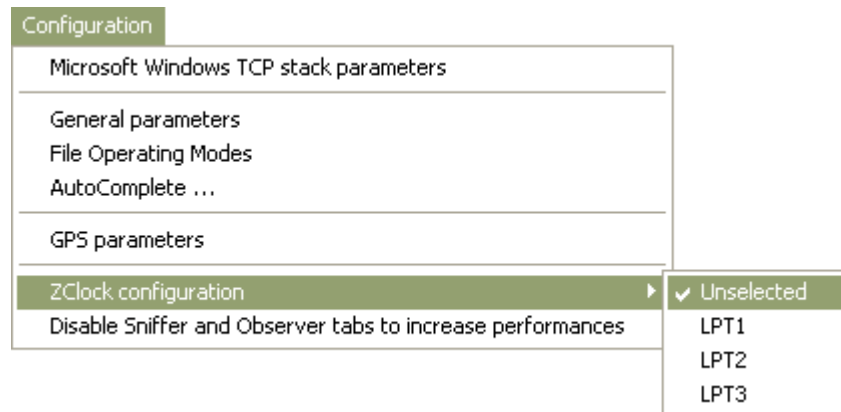 Configuration
Microsoft Windows TCP stack parameters
General parameters
File Operating Modes
AutoComplete ...
GPS parameters
ZClock configuration
Unselected
Disable Sniffer and Observer tabs to increase performances
LPT1
LPT2
LPT3